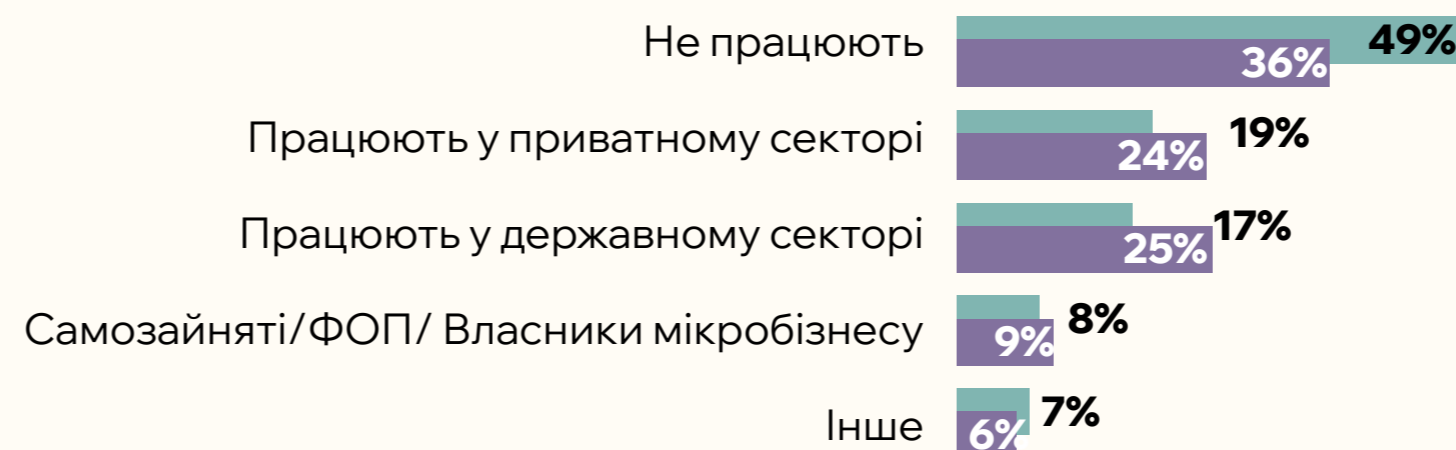 Не працюють 49%
36%
Працюють у приватному секторі 19%
24%
Працюють у державному секторі 17%
25%
Самозайняті/ФОП/ Власники мікробізнесу 8%
9%
Інше 7%
6%